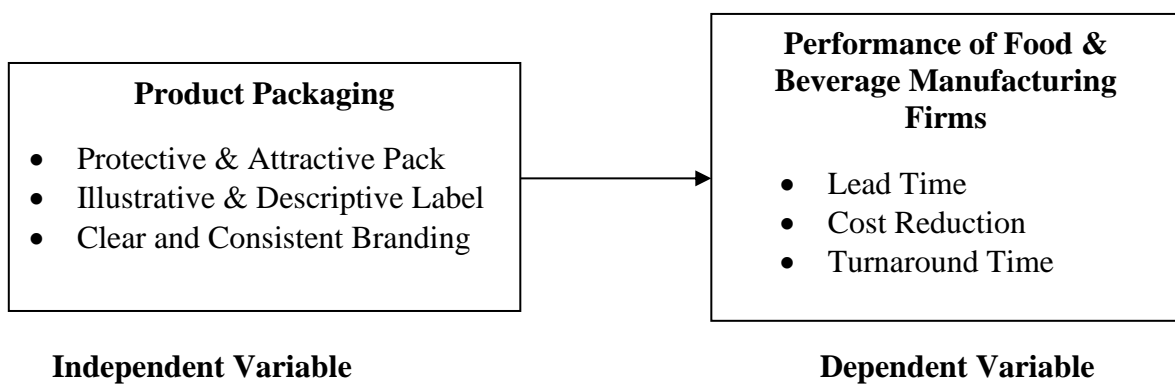 Product Packaging
• Protective & Attractive Pack
• Illustrative & Descriptive Label
• Clear and Consistent Branding
Independent Variable
Performance of Food &
Beverage Manufacturing
Firms
• Lead Time
• Cost Reduction
• Turnaround Time
Dependent Variable